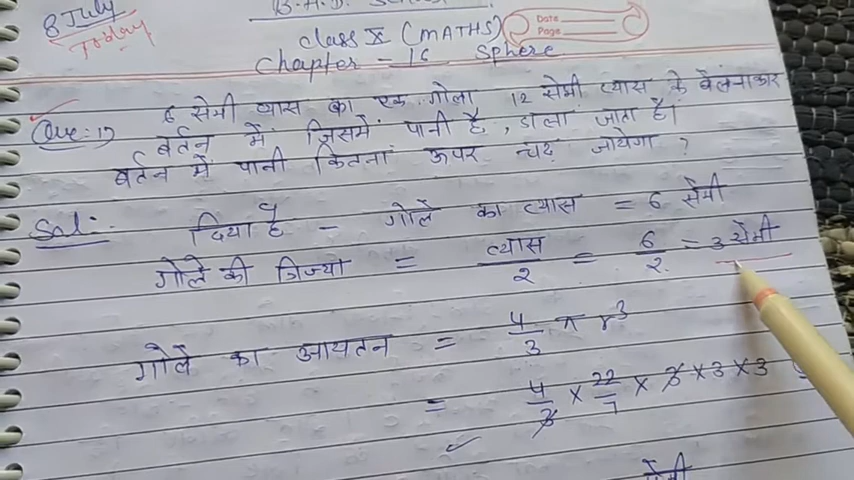 8 July
Today
Date
Page
class X (MATHS)
Chapter - 16 Sphere
Que: 1) 6 सेमी व्यास का एक गोला 12 सेमी व्यास के बेलनाकार
बर्तन में जिसमें पानी है, डाला जाता है।
बर्तन में पानी कितना ऊपर चढ़ जायेगा ?
Sol:- दिया है - गोले का व्यास = 6 सेमी
गोले की त्रिज्या = व्यास/2 = 6/2 = 3 सेमी
गोले का आयतन = 4/3 π r³
= 4/3 × 22/7 × 3 × 3 × 3
सेमी